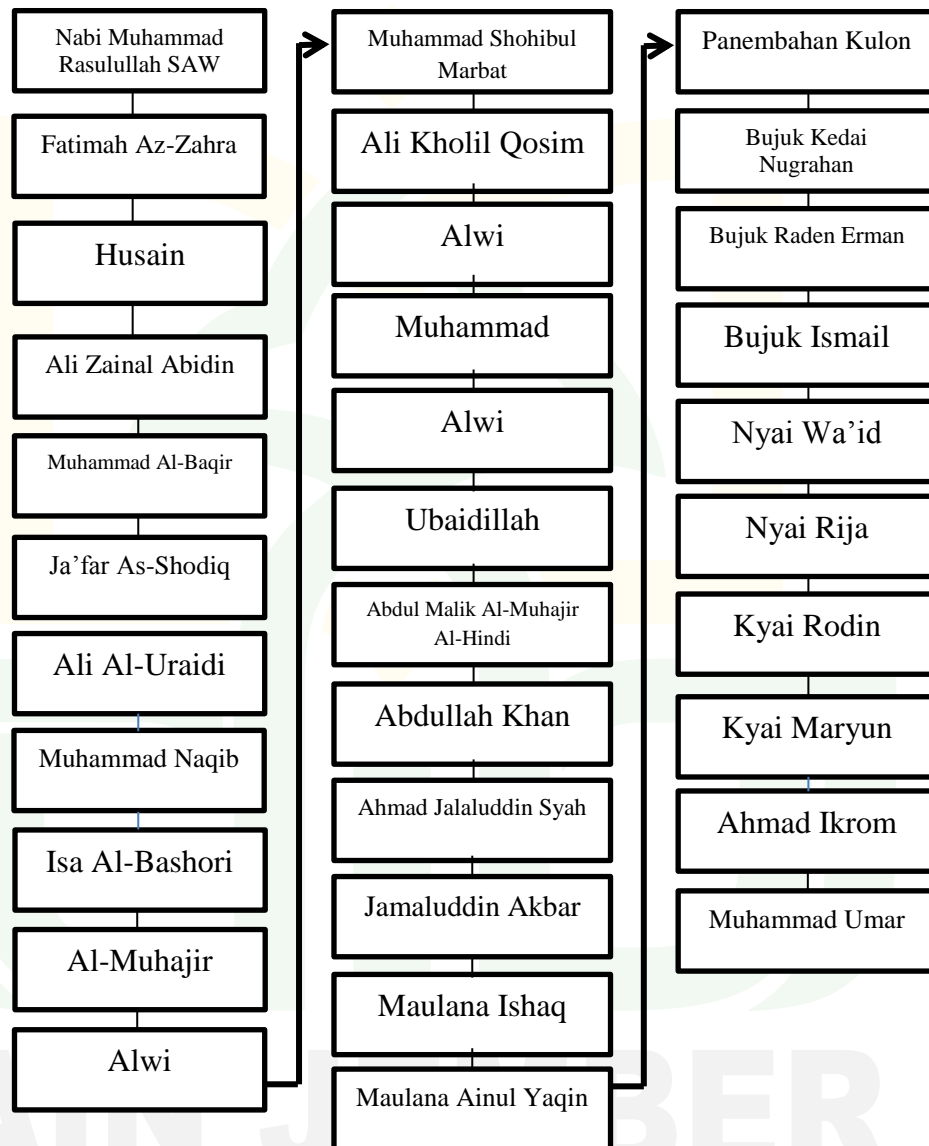 Nabi Muhammad
Rasulullah SAW
Fatimah Az-Zahra
Husain
Ali Zainal Abidin
Muhammad Al-Baqir
Ja’far As-Shodiq
Ali Al-Uraidi
Muhammad Naqib
Isa Al-Bashori
Al-Muhajir
Alwi
Muhammad Shohibul
Marbat
Ali Kholil Qosim
Alwi
Muhammad
Alwi
Ubaidillah
Abdul Malik Al-Muhajir
Al-Hindi
Abdullah Khan
Ahmad Jalaluddin Syah
Jamaluddin Akbar
Maulana Ishaq
Maulana Ainul Yaqin
Panembahan Kulon
Bujuk Kedai
Nugrahan
Bujuk Raden Erman
Bujuk Ismail
Nyai Wa’id
Nyai Rija
Kyai Rodin
Kyai Maryun
Ahmad Ikrom
Muhammad Umar